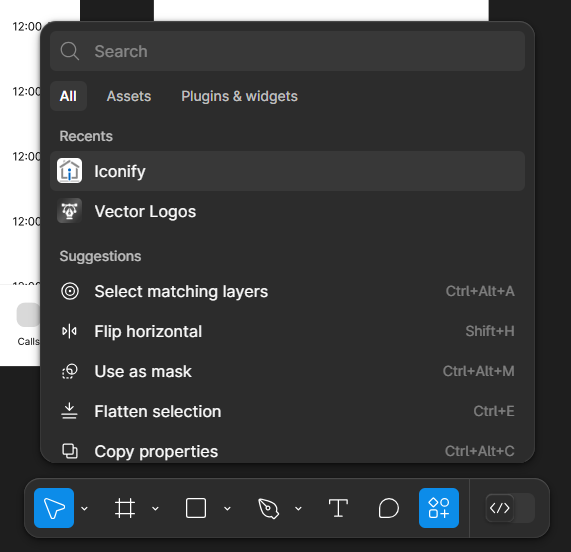 12:00
Search
12:00
All Assets Plugins & widgets
Recents
12:00
Iconify
Vector Logos
12:00
Suggestions
12:00
Select matching layers Ctrl+Alt+A
Flip horizontal Shift+H
Calls
Use as mask Ctrl+Alt+M
Flatten selection Ctrl+E
Copy properties Ctrl+Alt+C